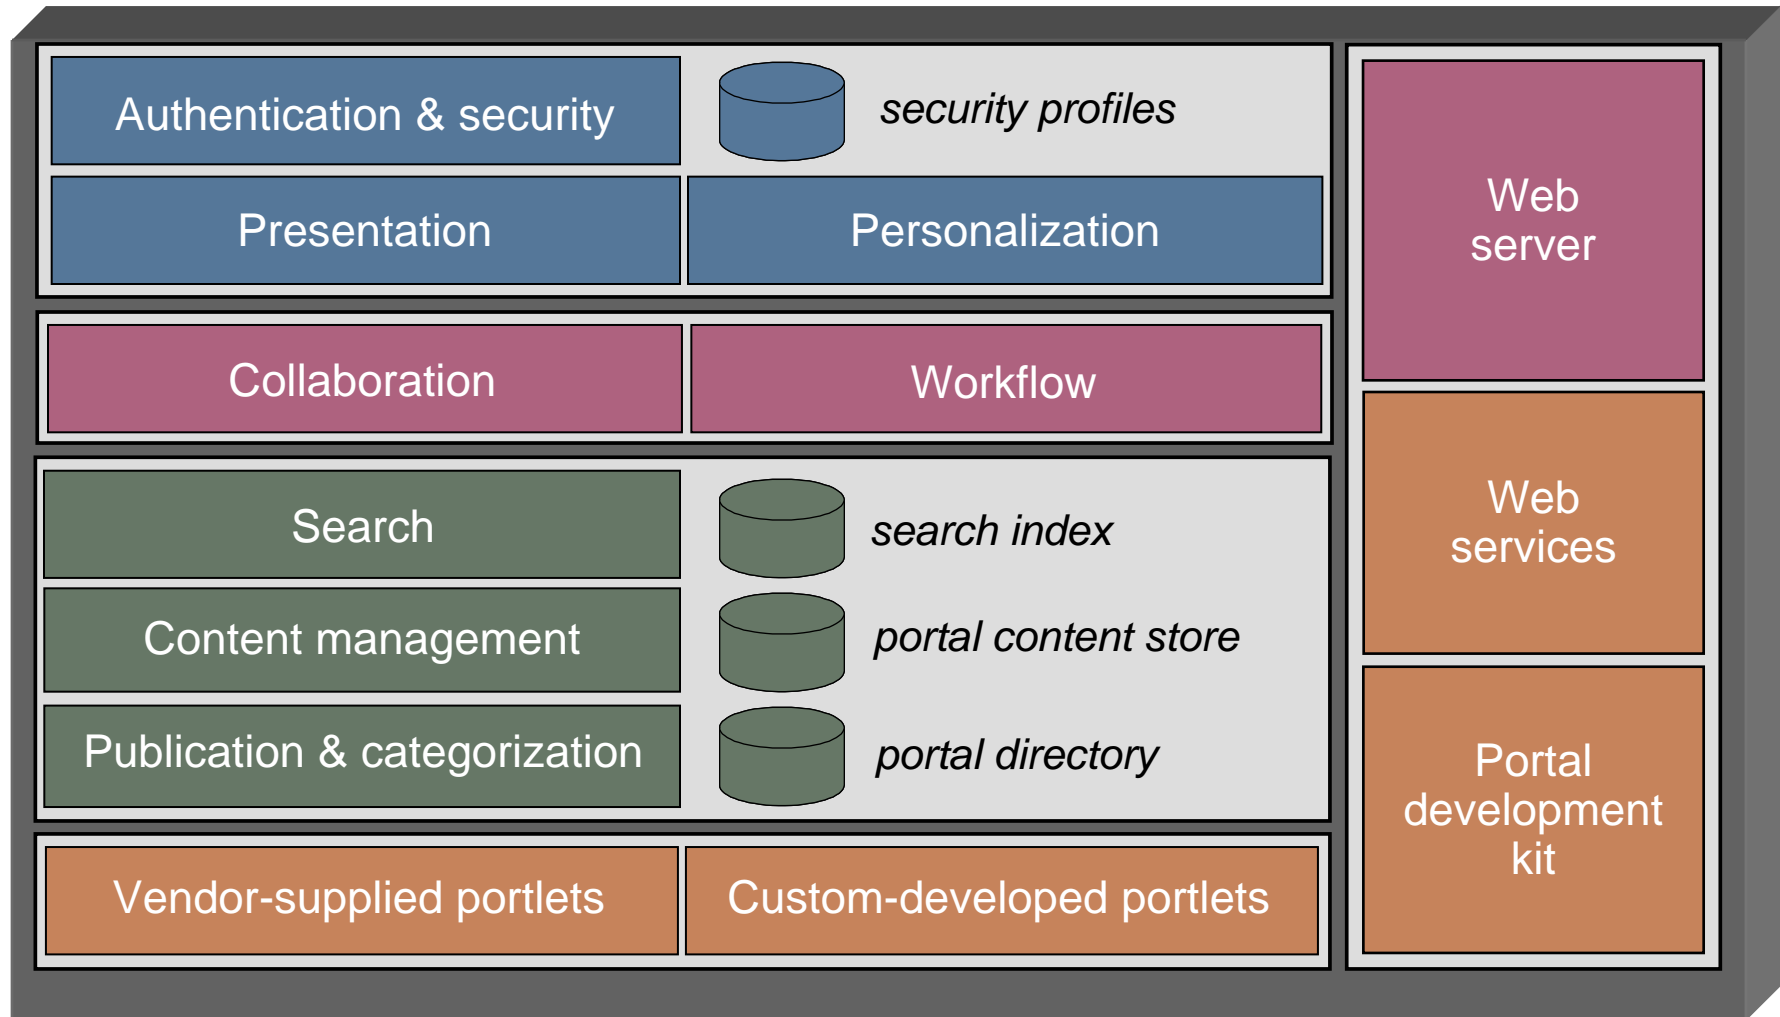 Authentication & security
security profiles
Presentation
Personalization
Collaboration
Workflow
Search
search index
Content management
portal content store
Publication & categorization
portal directory
Vendor-supplied portlets
Custom-developed portlets
Web
server
Web
services
Portal
development
kit